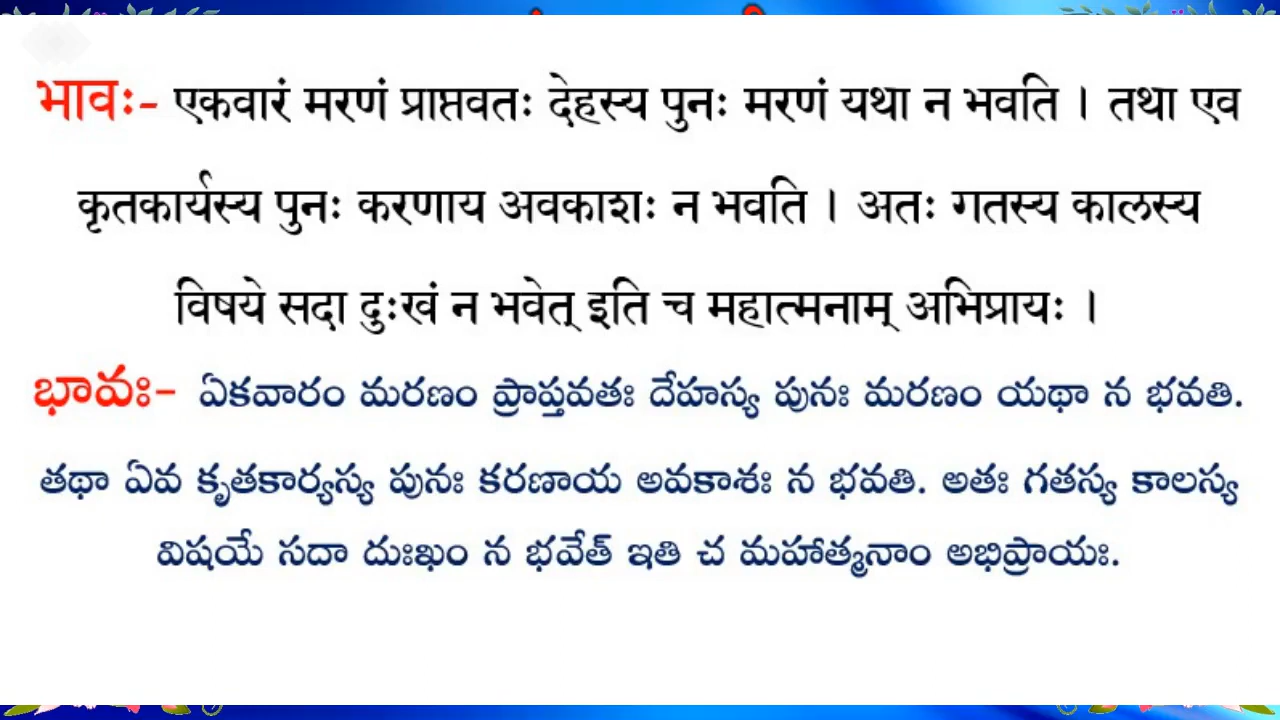 भावः- एकवारं मरणं प्राप्तवतः देहस्य पुनः मरणं यथा न भवति । तथा एव
कृतकार्यस्य पुनः करणाय अवकाशः न भवति । अतः गतस्य कालस्य
विषये सदा दुःखं न भवेत् इति च महात्मनाम् अभिप्रायः ।
భావః- ఏకవారం మరణం ప్రాప్తవతః దేహస్య పునః మరణం యథా న భవతి.
తథా ఏవ కృతకార్యస్య పునః కరణాయ అవకాశః న భవతి. అతః గతస్య కాలస్య
విషయే సదా దుఃఖం న భవేత్ ఇతి చ మహాత్మనాం అభిప్రాయః.